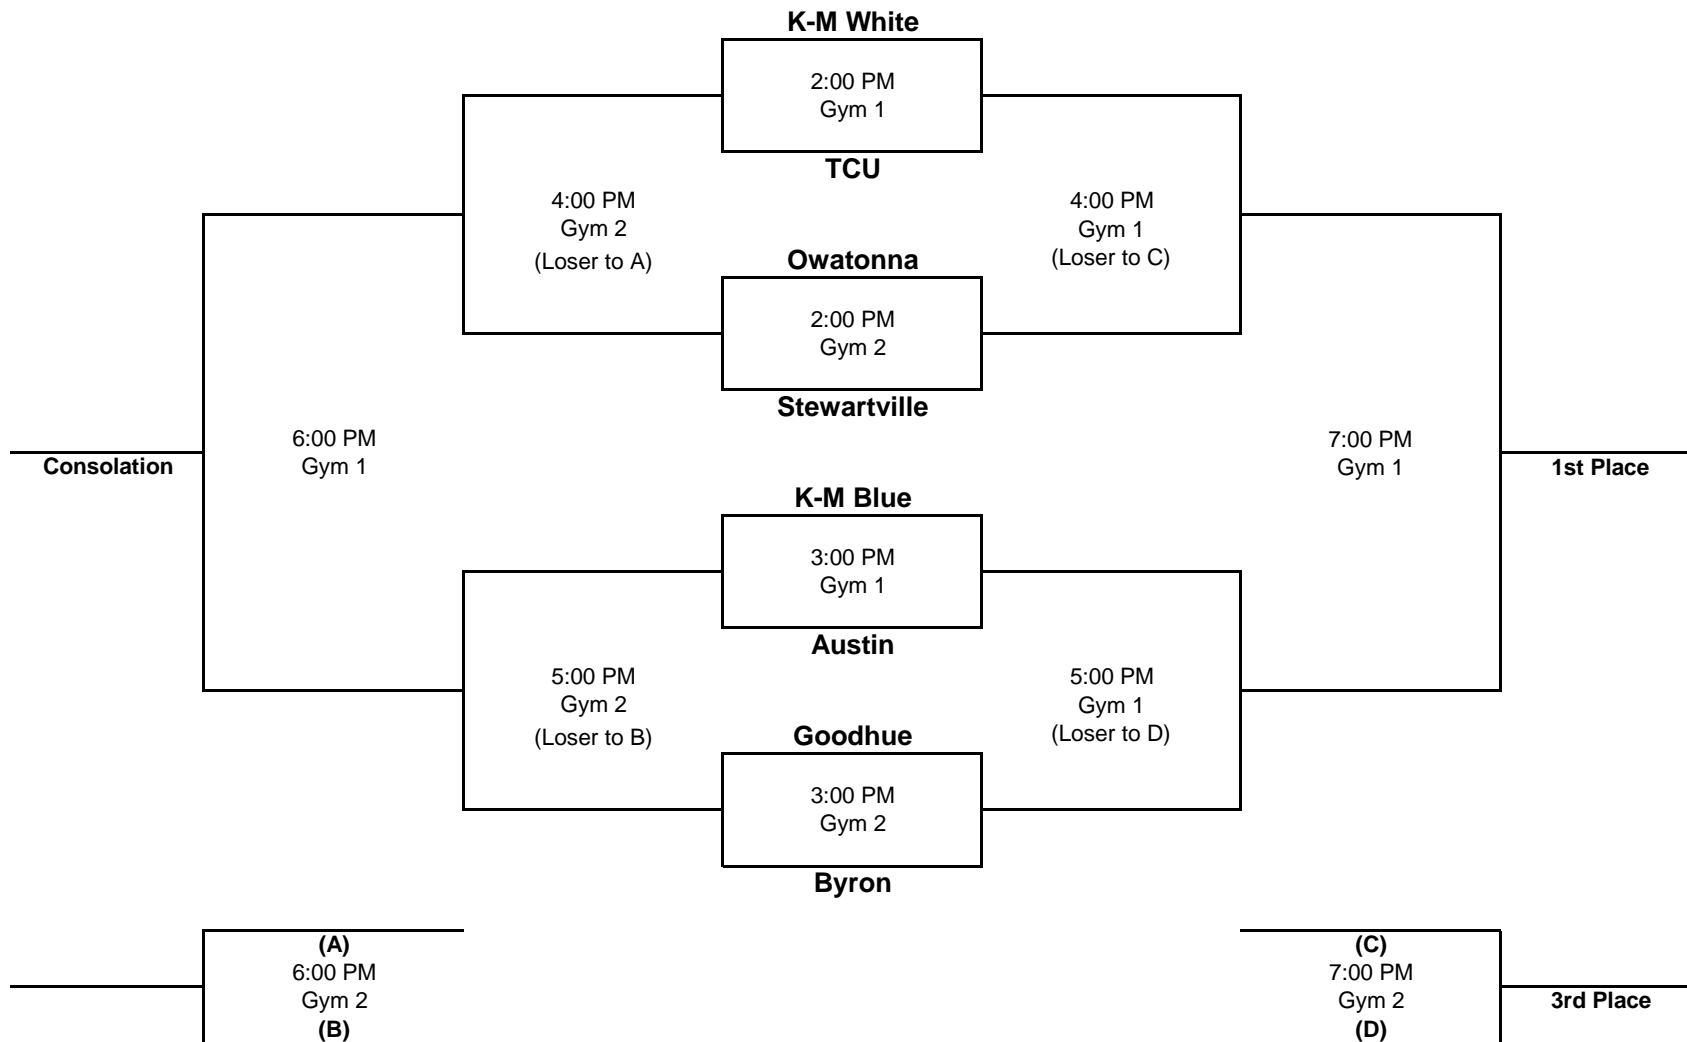 K-M White
2:00 PM
Gym 1
TCU
4:00 PM
Gym 2
(Loser to A)
4:00 PM
Gym 1
(Loser to C)
Owatonna
2:00 PM
Gym 2
Stewartville
6:00 PM
Gym 1
Consolation
7:00 PM
Gym 1
1st Place
K-M Blue
3:00 PM
Gym 1
Austin
5:00 PM
Gym 2
(Loser to B)
5:00 PM
Gym 1
(Loser to D)
Goodhue
3:00 PM
Gym 2
Byron
(A)
6:00 PM
Gym 2
(B)
(C)
7:00 PM
Gym 2
(D)
3rd Place